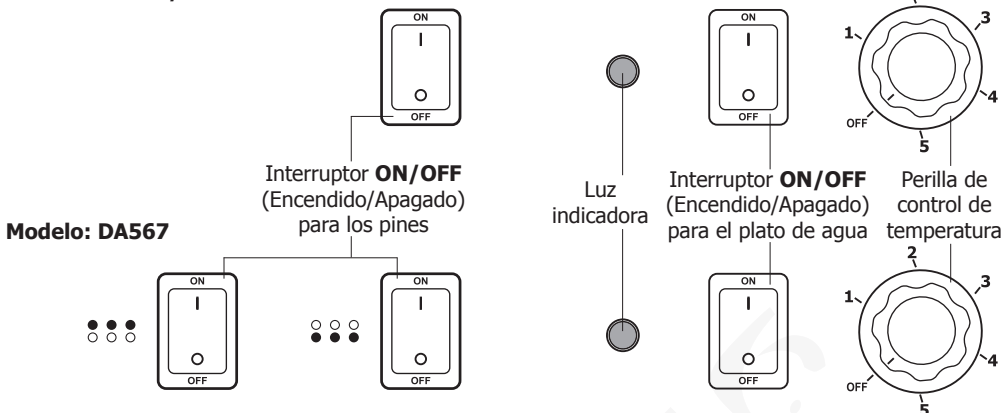 ON
OFF
ON
OFF
1
3
4
5
OFF
Interruptor ON/OFF
(Encendido/Apagado)
para los pines
Luz
indicadora
Interruptor ON/OFF
(Encendido/Apagado)
para el plato de agua
Perilla de
control de
temperatura
Modelo: DA567
ON
OFF
ON
OFF
ON
OFF
1
2
3
4
5
OFF